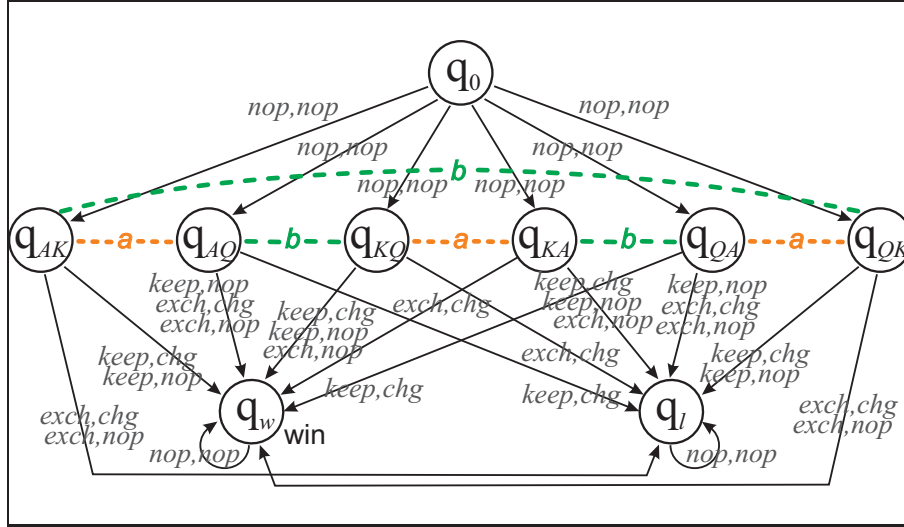 q0
nop,nop
nop,nop
nop,nop
nop,nop
nop,nop
nop,nop
b
qAK
a
qAQ
b
qKQ
a
qKA
b
qQA
a
qQK
keep,nop
exch,chg
exch,nop
keep,chg
keep,nop
exch,nop
exch,chg
keep,chg
keep,nop
exch,nop
keep,nop
exch,chg
exch,nop
keep,chg
keep,nop
exch,chg
keep,chg
keep,nop
keep,chg
keep,chg
exch,chg
exch,nop
exch,chg
exch,nop
qw
win
ql
nop,nop
nop,nop